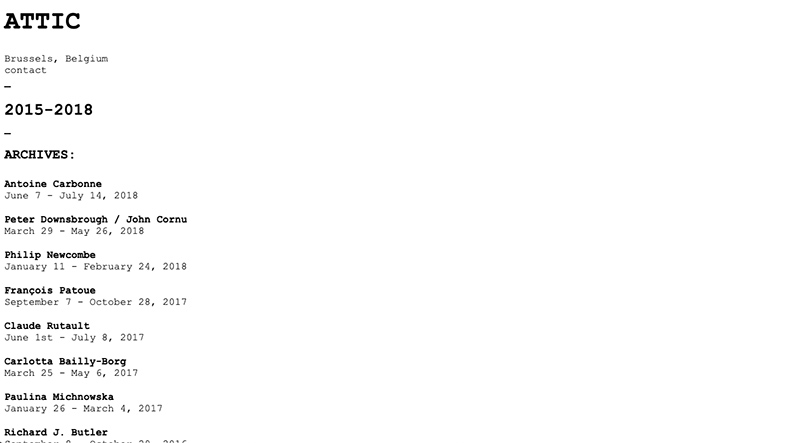 ATTIC
Brussels, Belgium
contact
—
2015-2018
—
ARCHIVES:
Antoine Carbonne
June 7 - July 14, 2018
Peter Downsbrough / John Cornu
March 29 - May 26, 2018
Philip Newcombe
January 11 - February 24, 2018
François Patoue
September 7 - October 28, 2017
Claude Rutault
June 1st - July 8, 2017
Carlotta Bailly-Borg
March 25 - May 6, 2017
Paulina Michnowska
January 26 - March 4, 2017
Richard J. Butler